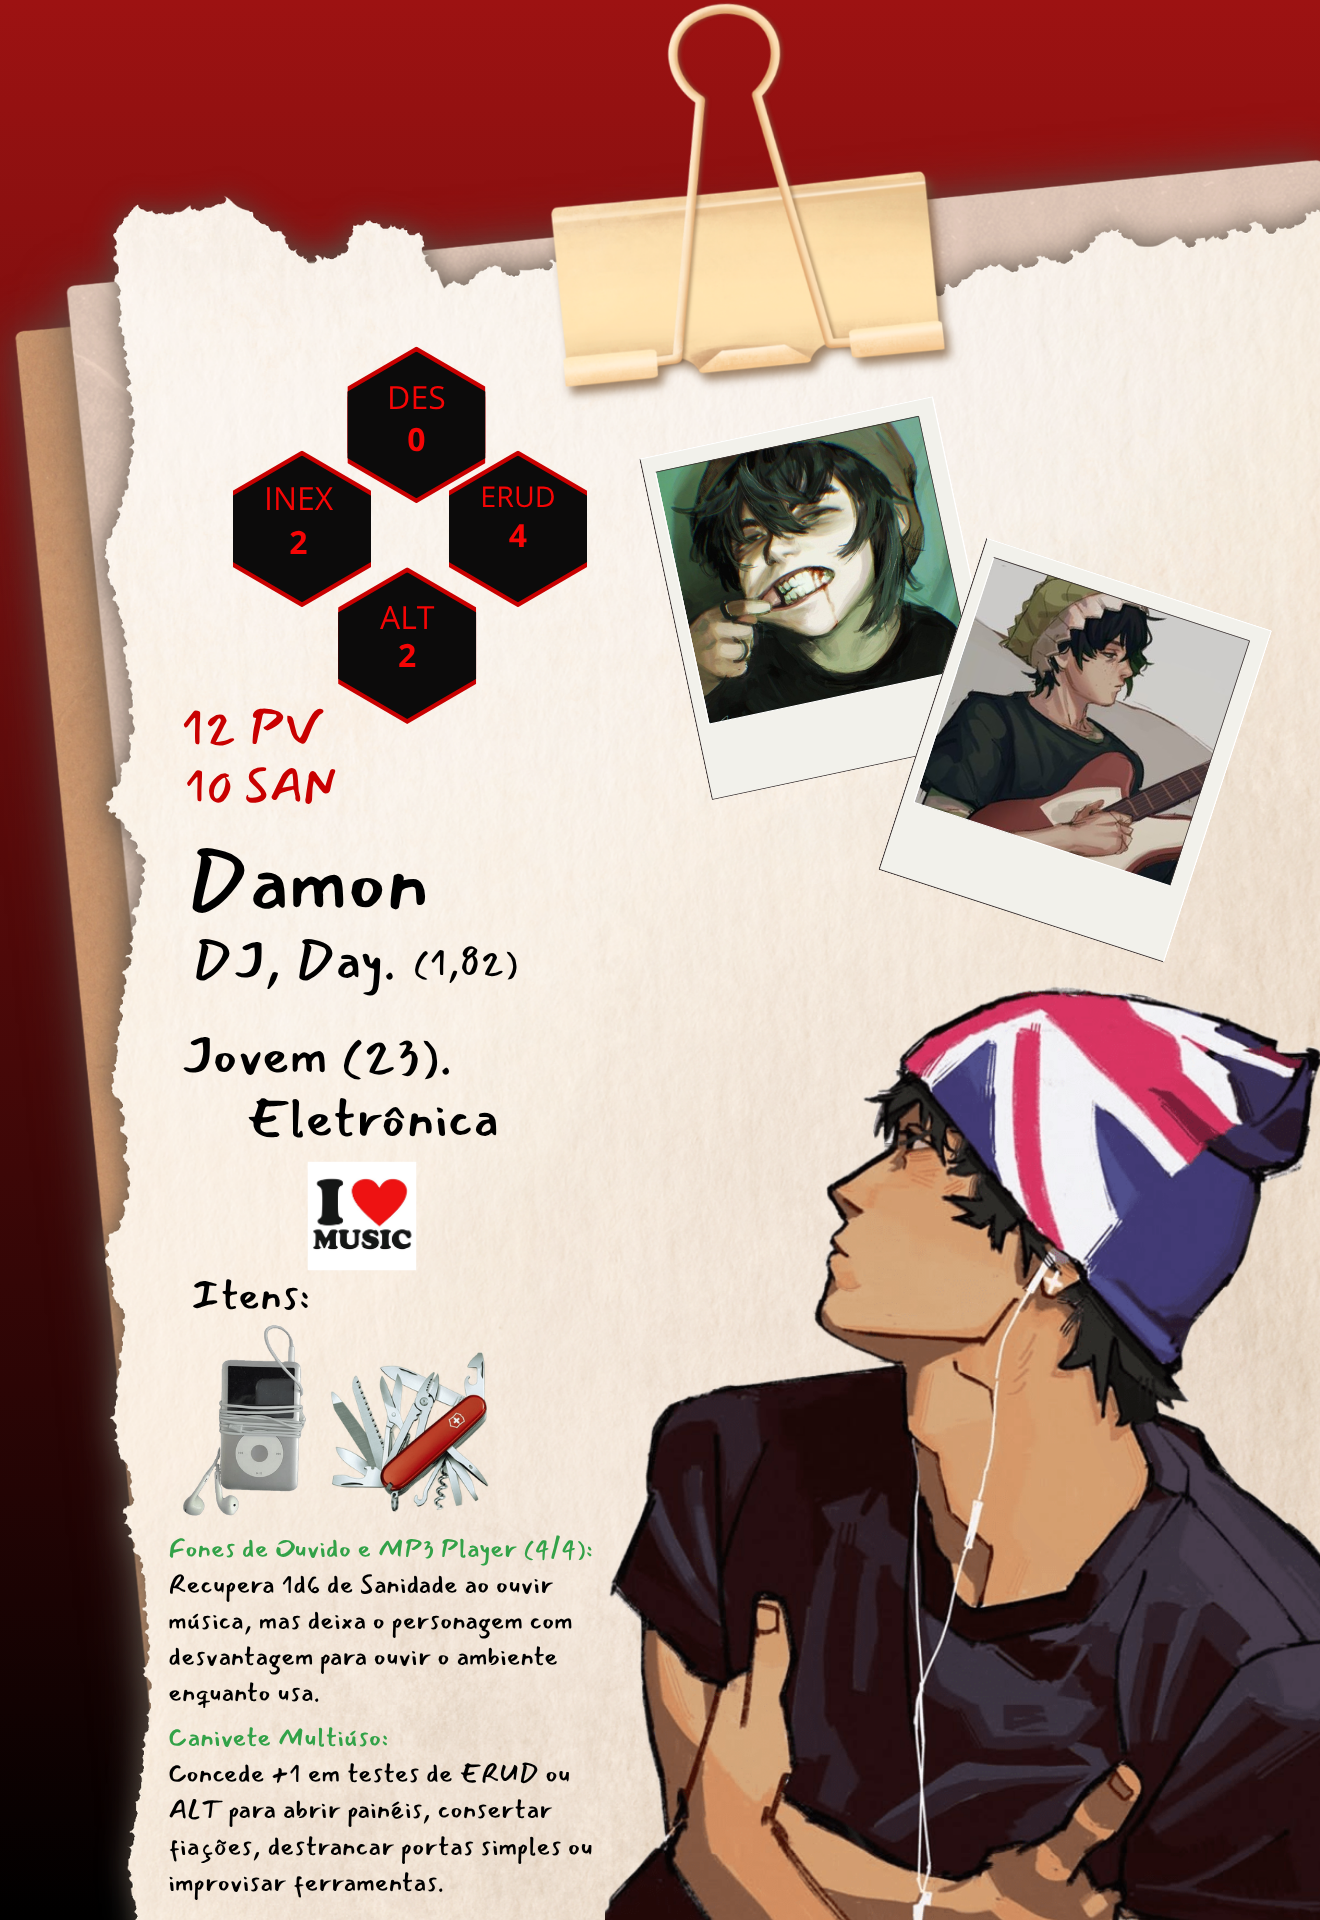 DES
0
INEX
2
ERUD
4
ALT
2
12 PV
10 SAN
Damon
DJ, Day. (1,82)
Jovem (23).
Eletrônica
I ❤
MUSIC
Itens:
Fones de Ouvido e MP3 Player (4/4):
Recupera 1d6 de Sanidade ao ouvir
música, mas deixa o personagem com
desvantagem para ouvir o ambiente
enquanto usa.
Canivete Multiúso:
Concede +1 em testes de ERUD ou
ALT para abrir painéis, consertar
fiações, destrancar portas simples ou
improvisar ferramentas.